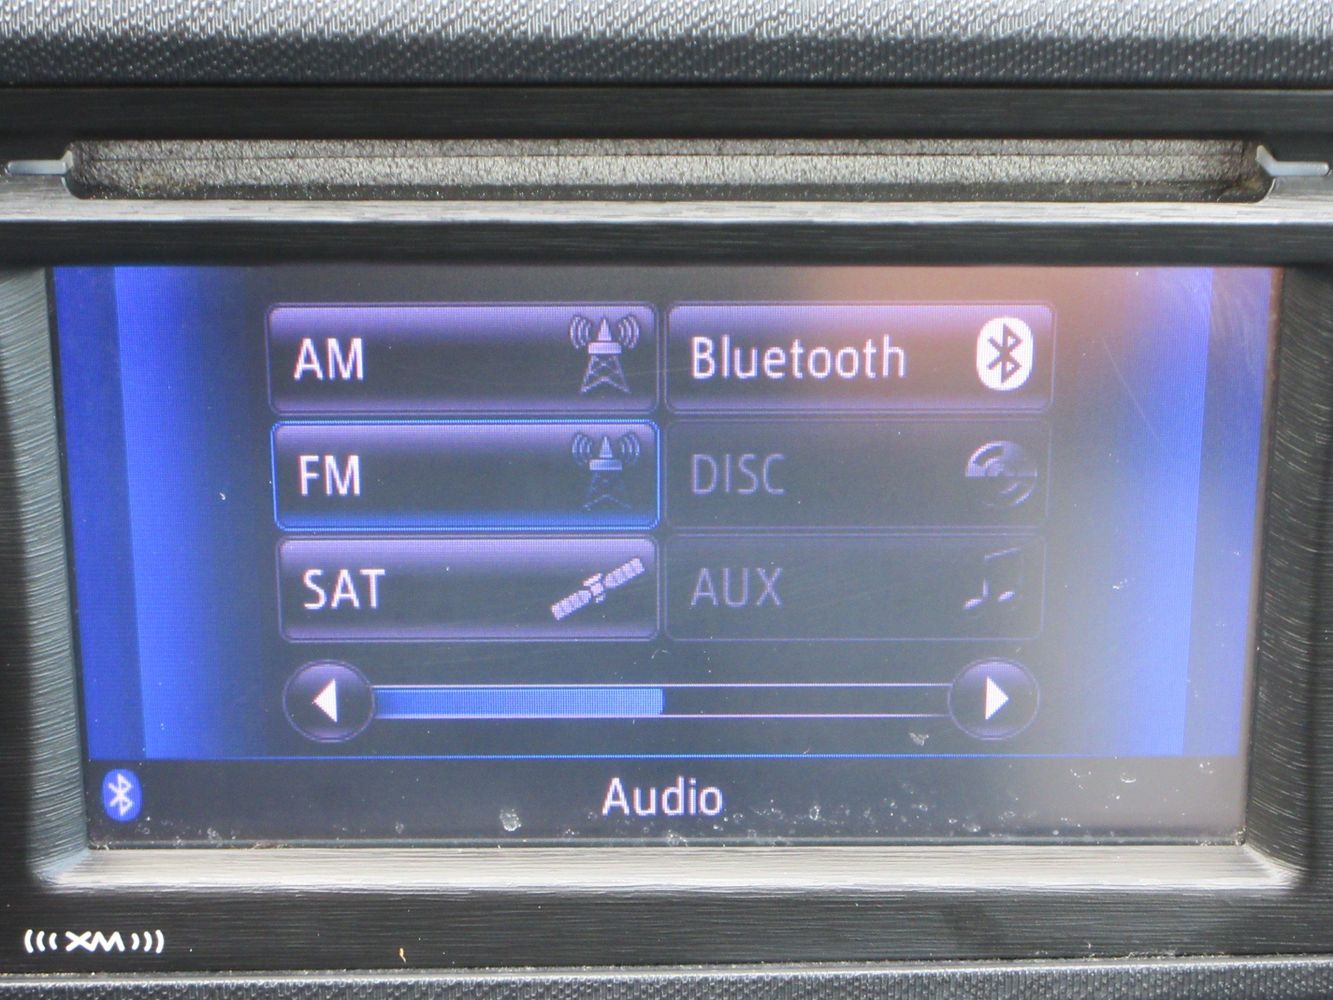 AM
Bluetooth
FM
DISC
SAT
AUX
Audio
XM